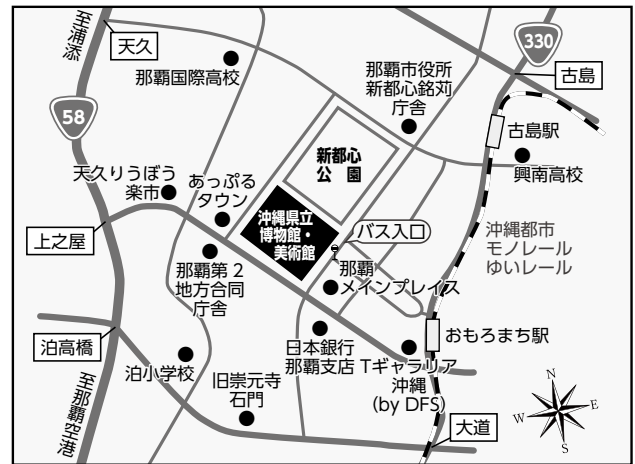 至浦添
天久
那覇国際高校
58
330
古島
那覇市役所
新都心銘苅
庁舎
古島駅
興南高校
新都心
公園
天久りうぼう
楽市
あっぷる
タウン
沖縄県立
博物館・
美術館
バス入口
上之屋
沖縄都市
モノレール
ゆいレール
那覇第2
地方合同
庁舎
那覇
メインプレイス
泊高橋
おもろまち駅
日本銀行
那覇支店
Tギャラリア
沖縄
(by DFS)
泊小学校
旧崇元寺
石門
至那覇空港
大道
N
W
E
S